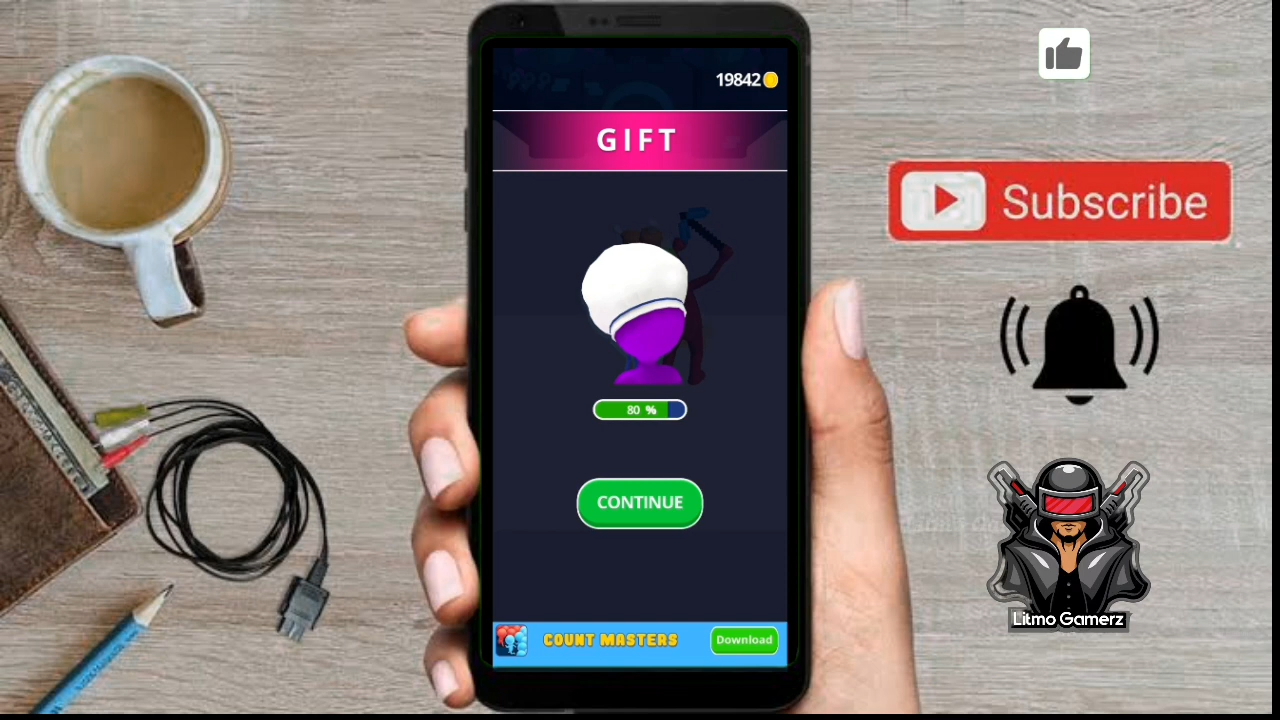 19842
GIFT
80 %
CONTINUE
COUNT MASTERS
Download
Subscribe
Litmo Gamerz